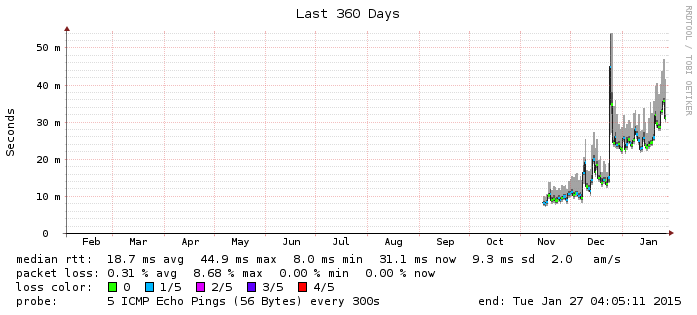 Last 360 Days
RRDTOOL / TOBI OETIKER
Seconds
50 m
40 m
30 m
20 m
10 m
0
Feb Mar Apr May Jun Jul Aug Sep Oct Nov Dec Jan
median rtt: 18.7 ms avg 44.9 ms max 8.0 ms min 31.1 ms now 9.3 ms sd 2.0 am/s
packet loss: 0.31 % avg 8.68 % max 0.00 % min 0.00 % now
loss color: 0 1/5 2/5 3/5 4/5
probe: 5 ICMP Echo Pings (56 Bytes) every 300s end: Tue Jan 27 04:05:11 2015